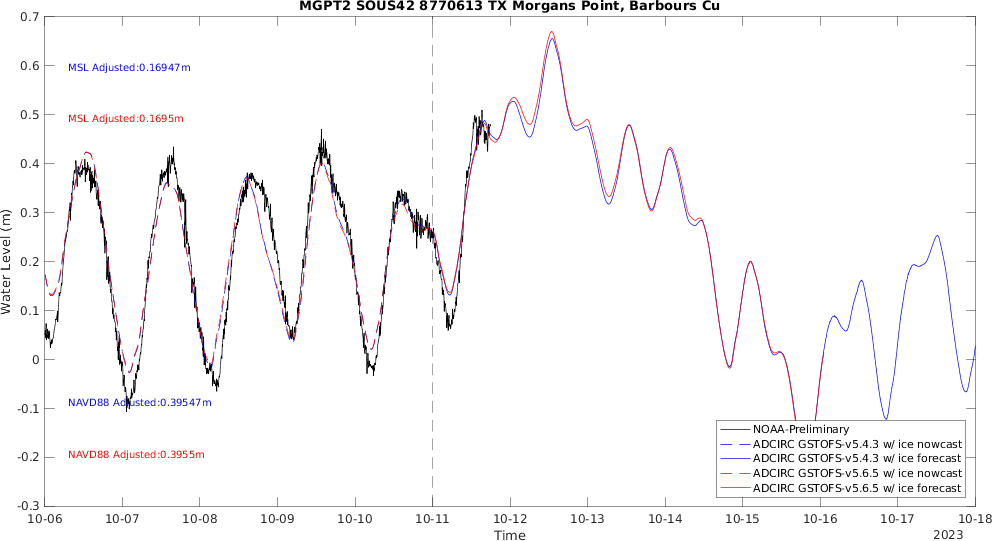 MGPT2 SOUS42 8770613 TX Morgans Point, Barbours Cu
0.7
0.6
0.5
0.4
0.3
0.2
0.1
0
-0.1
-0.2
-0.3
Water Level (m)
MSL Adjusted:0.16947m
MSL Adjusted:0.1695m
NAVD88 Adjusted:0.39547m
NAVD88 Adjusted:0.3955m
NOAA-Preliminary
ADCIRC GSTOFS-v5.4.3 w/ ice nowcast
ADCIRC GSTOFS-v5.4.3 w/ ice forecast
ADCIRC GSTOFS-v5.6.5 w/ ice nowcast
ADCIRC GSTOFS-v5.6.5 w/ ice forecast
10-06 10-07 10-08 10-09 10-10 10-11 10-12 10-13 10-14 10-15 10-16 10-17 10-18
Time
2023